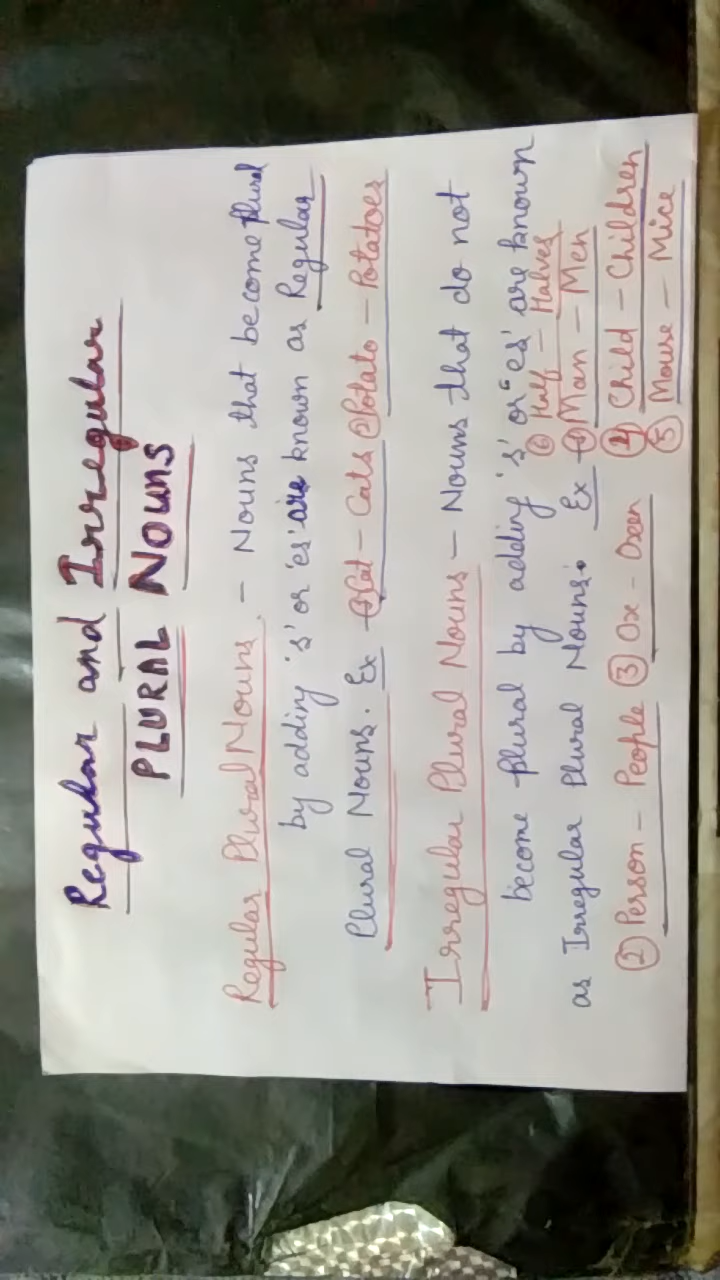 Regular and Irregular
PLURAL NOUNS
Regular Plural Nouns. - Nouns that become plural
by adding 's' or 'es' are known as Regular
Plural Nouns. Ex ① Cat - Cats ② Potato - Potatoes
Irregular Plural Nouns - Nouns that do not
become plural by adding 's' or "es' are known
as Irregular Plural Nouns. Ex ① Man - Men
⑥ Half - Halves
② Person - People ③ Ox - Oxen ④ Child - Children
⑤ Mouse - Mice